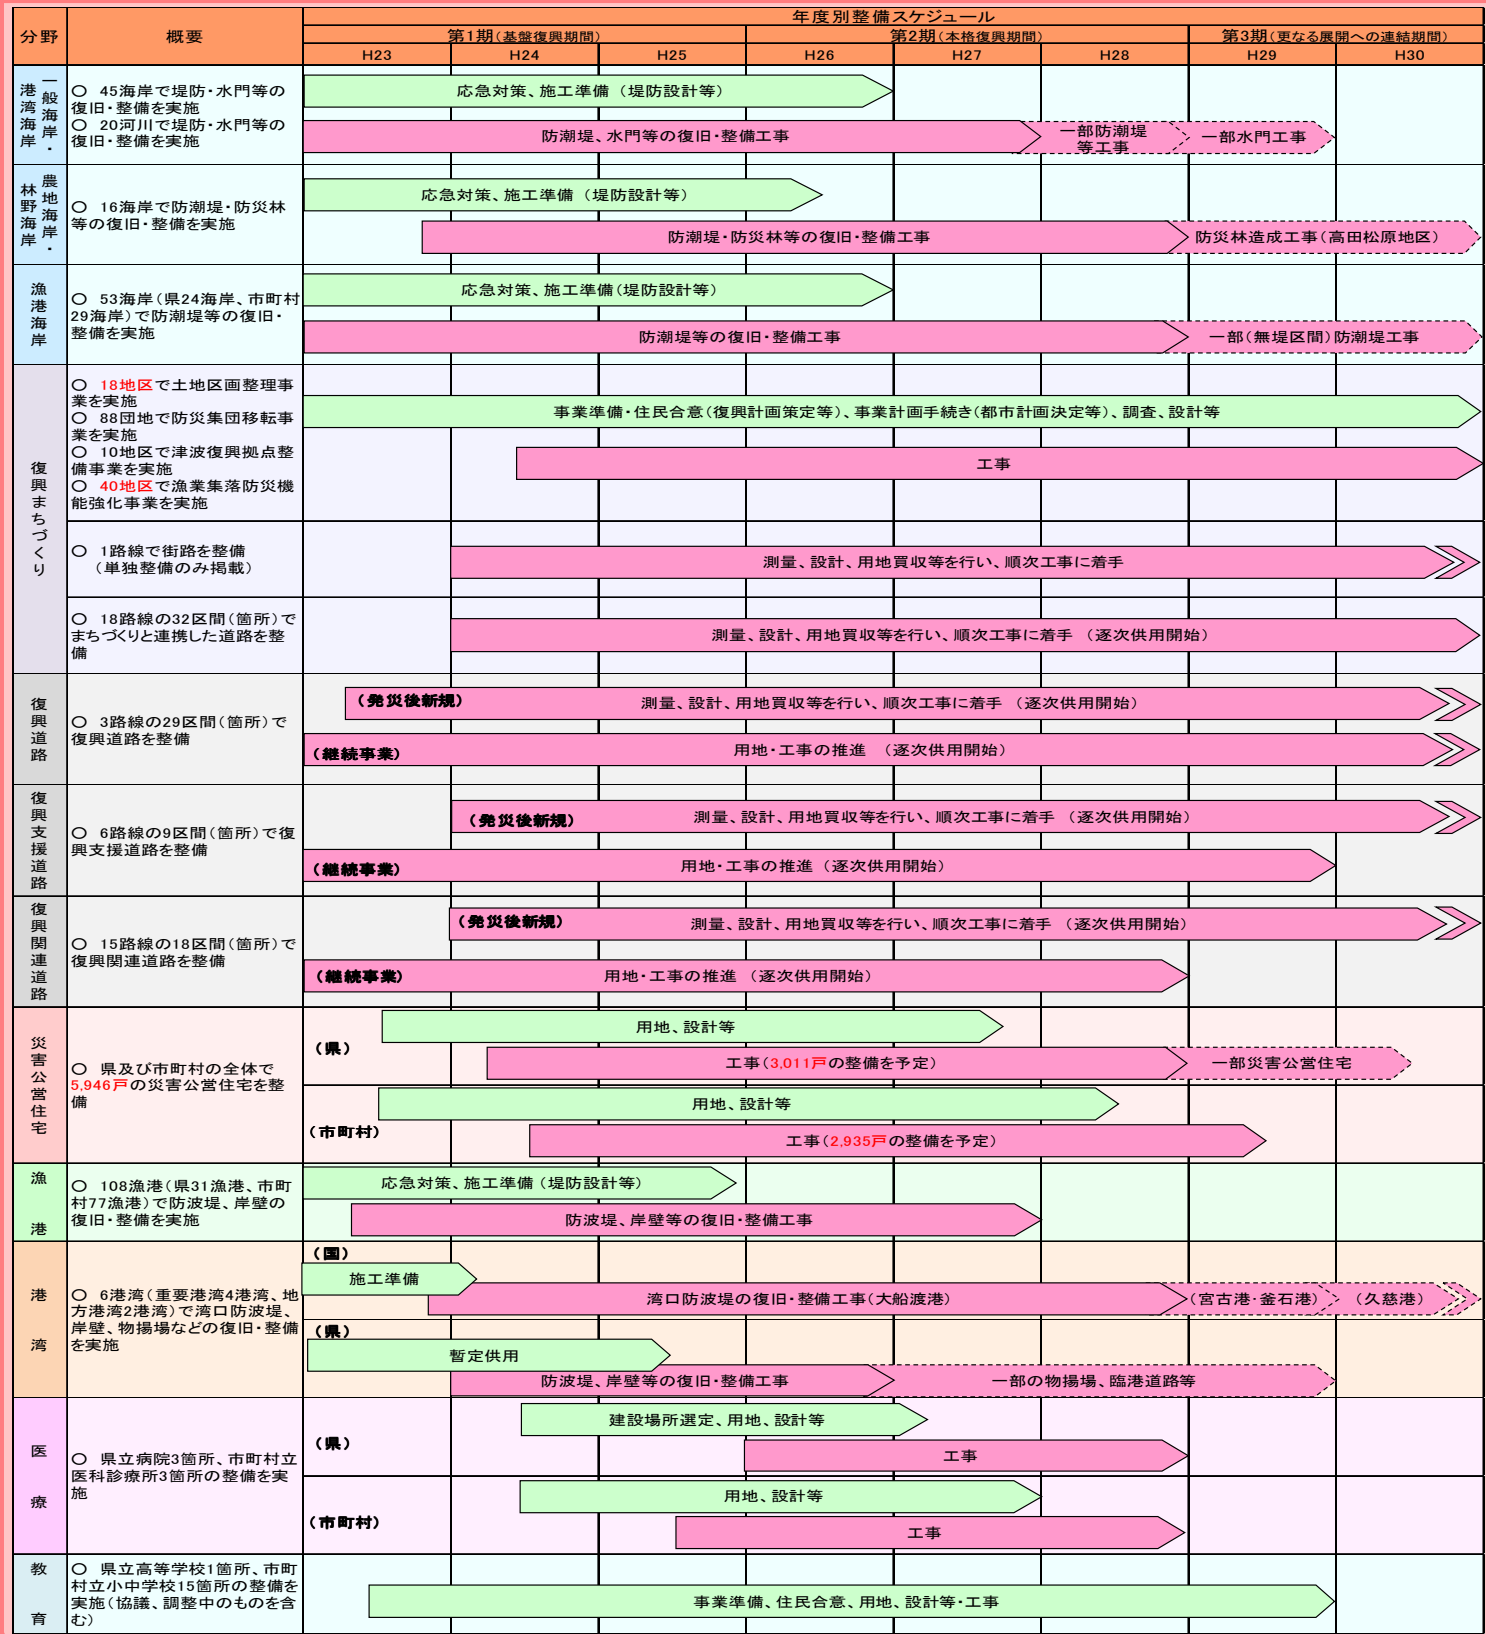 分野
概要
年度別整備スケジュール
第1期(基盤復興期間)
第2期(本格復興期間)
第3期(更なる展開への連結期間)
H23
H24
H25
H26
H27
H28
H29
H30
一般海岸・
港湾海岸
○ 45海岸で堤防・水門等の
復旧・整備を実施
○ 20河川で堤防・水門等の
復旧・整備を実施
応急対策、施工準備 (堤防設計等)
防潮堤、水門等の復旧・整備工事
一部防潮堤
等工事
一部水門工事
農地海岸・
林野海岸
○ 16海岸で防潮堤・防災林
等の復旧・整備を実施
応急対策、施工準備 (堤防設計等)
防潮堤・防災林等の復旧・整備工事
防災林造成工事(高田松原地区)
漁港海岸
○ 53海岸(県24海岸、市町村
29海岸)で防潮堤等の復旧・
整備を実施
応急対策、施工準備(堤防設計等)
防潮堤等の復旧・整備工事
一部(無堤区間)防潮堤工事
復興まちづくり
○ 18地区で土地区画整理事
業を実施
○ 88団地で防災集団移転事
業を実施
○ 10地区で津波復興拠点整
備事業を実施
○ 40地区で漁業集落防災機
能強化事業を実施
事業準備・住民合意(復興計画策定等)、事業計画手続き(都市計画決定等)、調査、設計等
工事
○ 1路線で街路を整備
(単独整備のみ掲載)
測量、設計、用地買収等を行い、順次工事に着手
○ 18路線の32区間(箇所)で
まちづくりと連携した道路を整
備
測量、設計、用地買収等を行い、順次工事に着手 (逐次供用開始)
復興道路
○ 3路線の29区間(箇所)で
復興道路を整備
(発災後新規)
測量、設計、用地買収等を行い、順次工事に着手 (逐次供用開始)
(継続事業)
用地・工事の推進 (逐次供用開始)
復興支援道路
○ 6路線の9区間(箇所)で復
興支援道路を整備
(発災後新規)
測量、設計、用地買収等を行い、順次工事に着手 (逐次供用開始)
(継続事業)
用地・工事の推進 (逐次供用開始)
復興関連道路
○ 15路線の18区間(箇所)で
復興関連道路を整備
(発災後新規)
測量、設計、用地買収等を行い、順次工事に着手 (逐次供用開始)
(継続事業)
用地・工事の推進 (逐次供用開始)
災害公営住宅
○ 県及び市町村の全体で
5,946戸の災害公営住宅を整
備
(県)
用地、設計等
工事(3,011戸の整備を予定)
一部災害公営住宅
(市町村)
用地、設計等
工事(2,935戸の整備を予定)
漁港
○ 108漁港(県31漁港、市町
村77漁港)で防波堤、岸壁の
復旧・整備を実施
応急対策、施工準備 (堤防設計等)
防波堤、岸壁等の復旧・整備工事
港湾
○ 6港湾(重要港湾4港湾、地
方港湾2港湾)で湾口防波堤、
岸壁、物揚場などの復旧・整備
を実施
(国)
施工準備
湾口防波堤の復旧・整備工事(大船渡港)
(宮古港・釜石港)
(久慈港)
(県)
暫定供用
防波堤、岸壁等の復旧・整備工事
一部の物揚場、臨港道路等
医療
○ 県立病院3箇所、市町村立
医科診療所3箇所の整備を実
施
(県)
建設場所選定、用地、設計等
工事
(市町村)
用地、設計等
工事
教育
○ 県立高等学校1箇所、市町
村立小中学校15箇所の整備を
実施(協議、調整中のものを含
む)
事業準備、住民合意、用地、設計等・工事